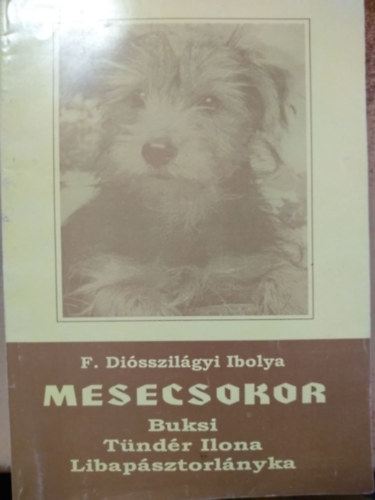 F. Diósszilágyi Ibolya
MESECSOKOR
Buksi
Tündér Ilona
Libapásztorlányka